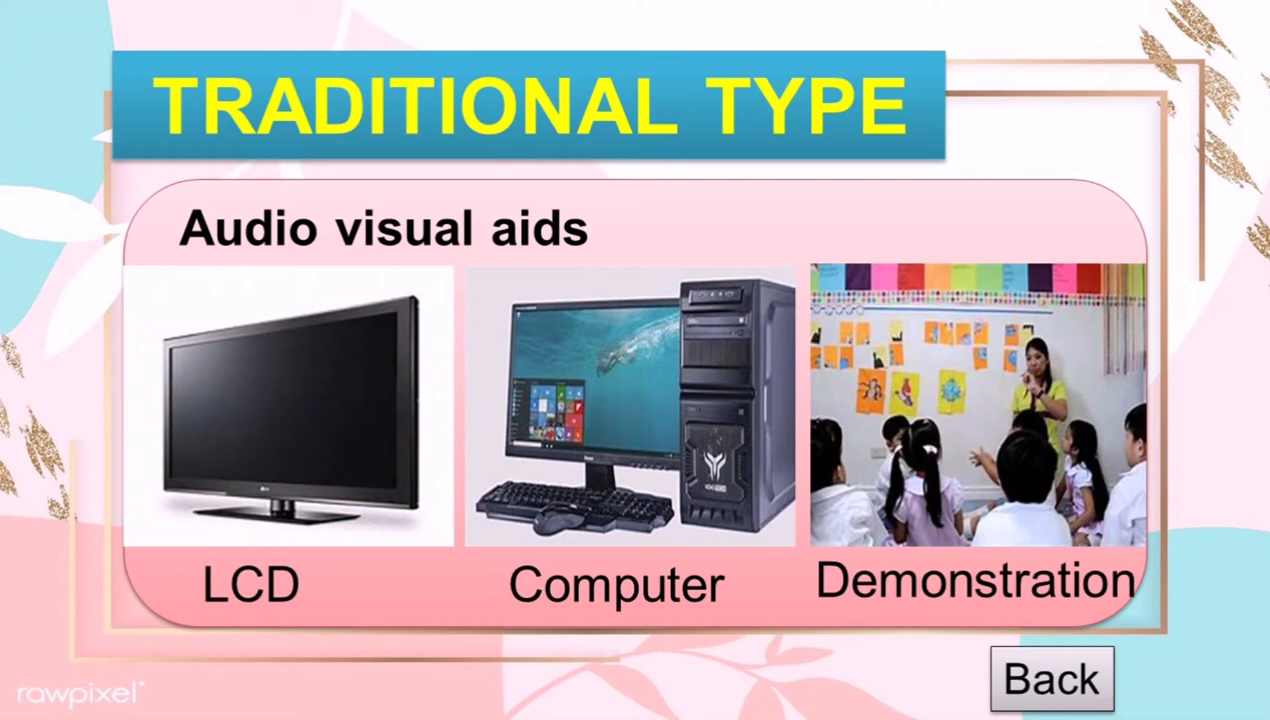 TRADITIONAL TYPE
Audio visual aids
LCD
Computer
Demonstration
Back
rawpixel